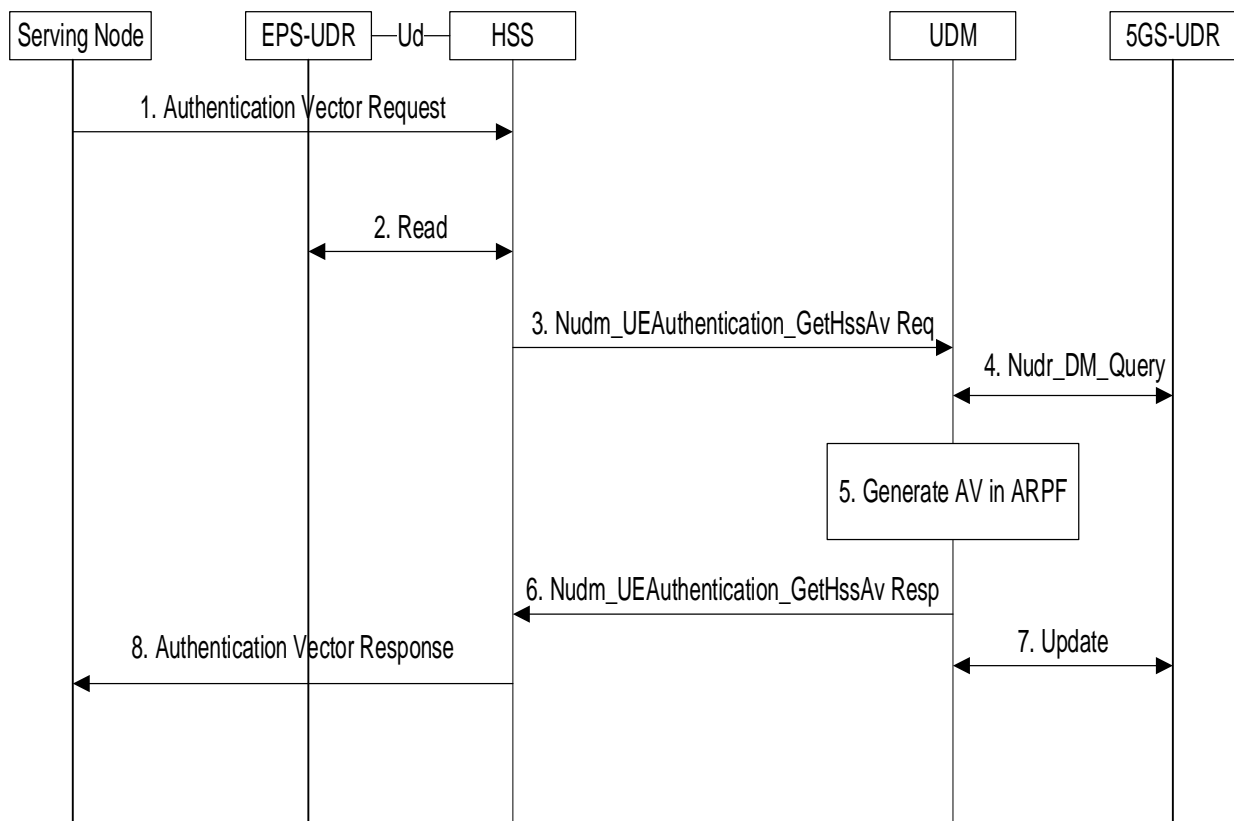 Serving Node
EPS-UDR
Ud
HSS
UDM
5GS-UDR
1. Authentication Vector Request
2. Read
3. Nudm_UEAuthentication_GetHssAv Req
4. Nudr_DM_Query
5. Generate AV in ARPF
6. Nudm_UEAuthentication_GetHssAv Resp
7. Update
8. Authentication Vector Response